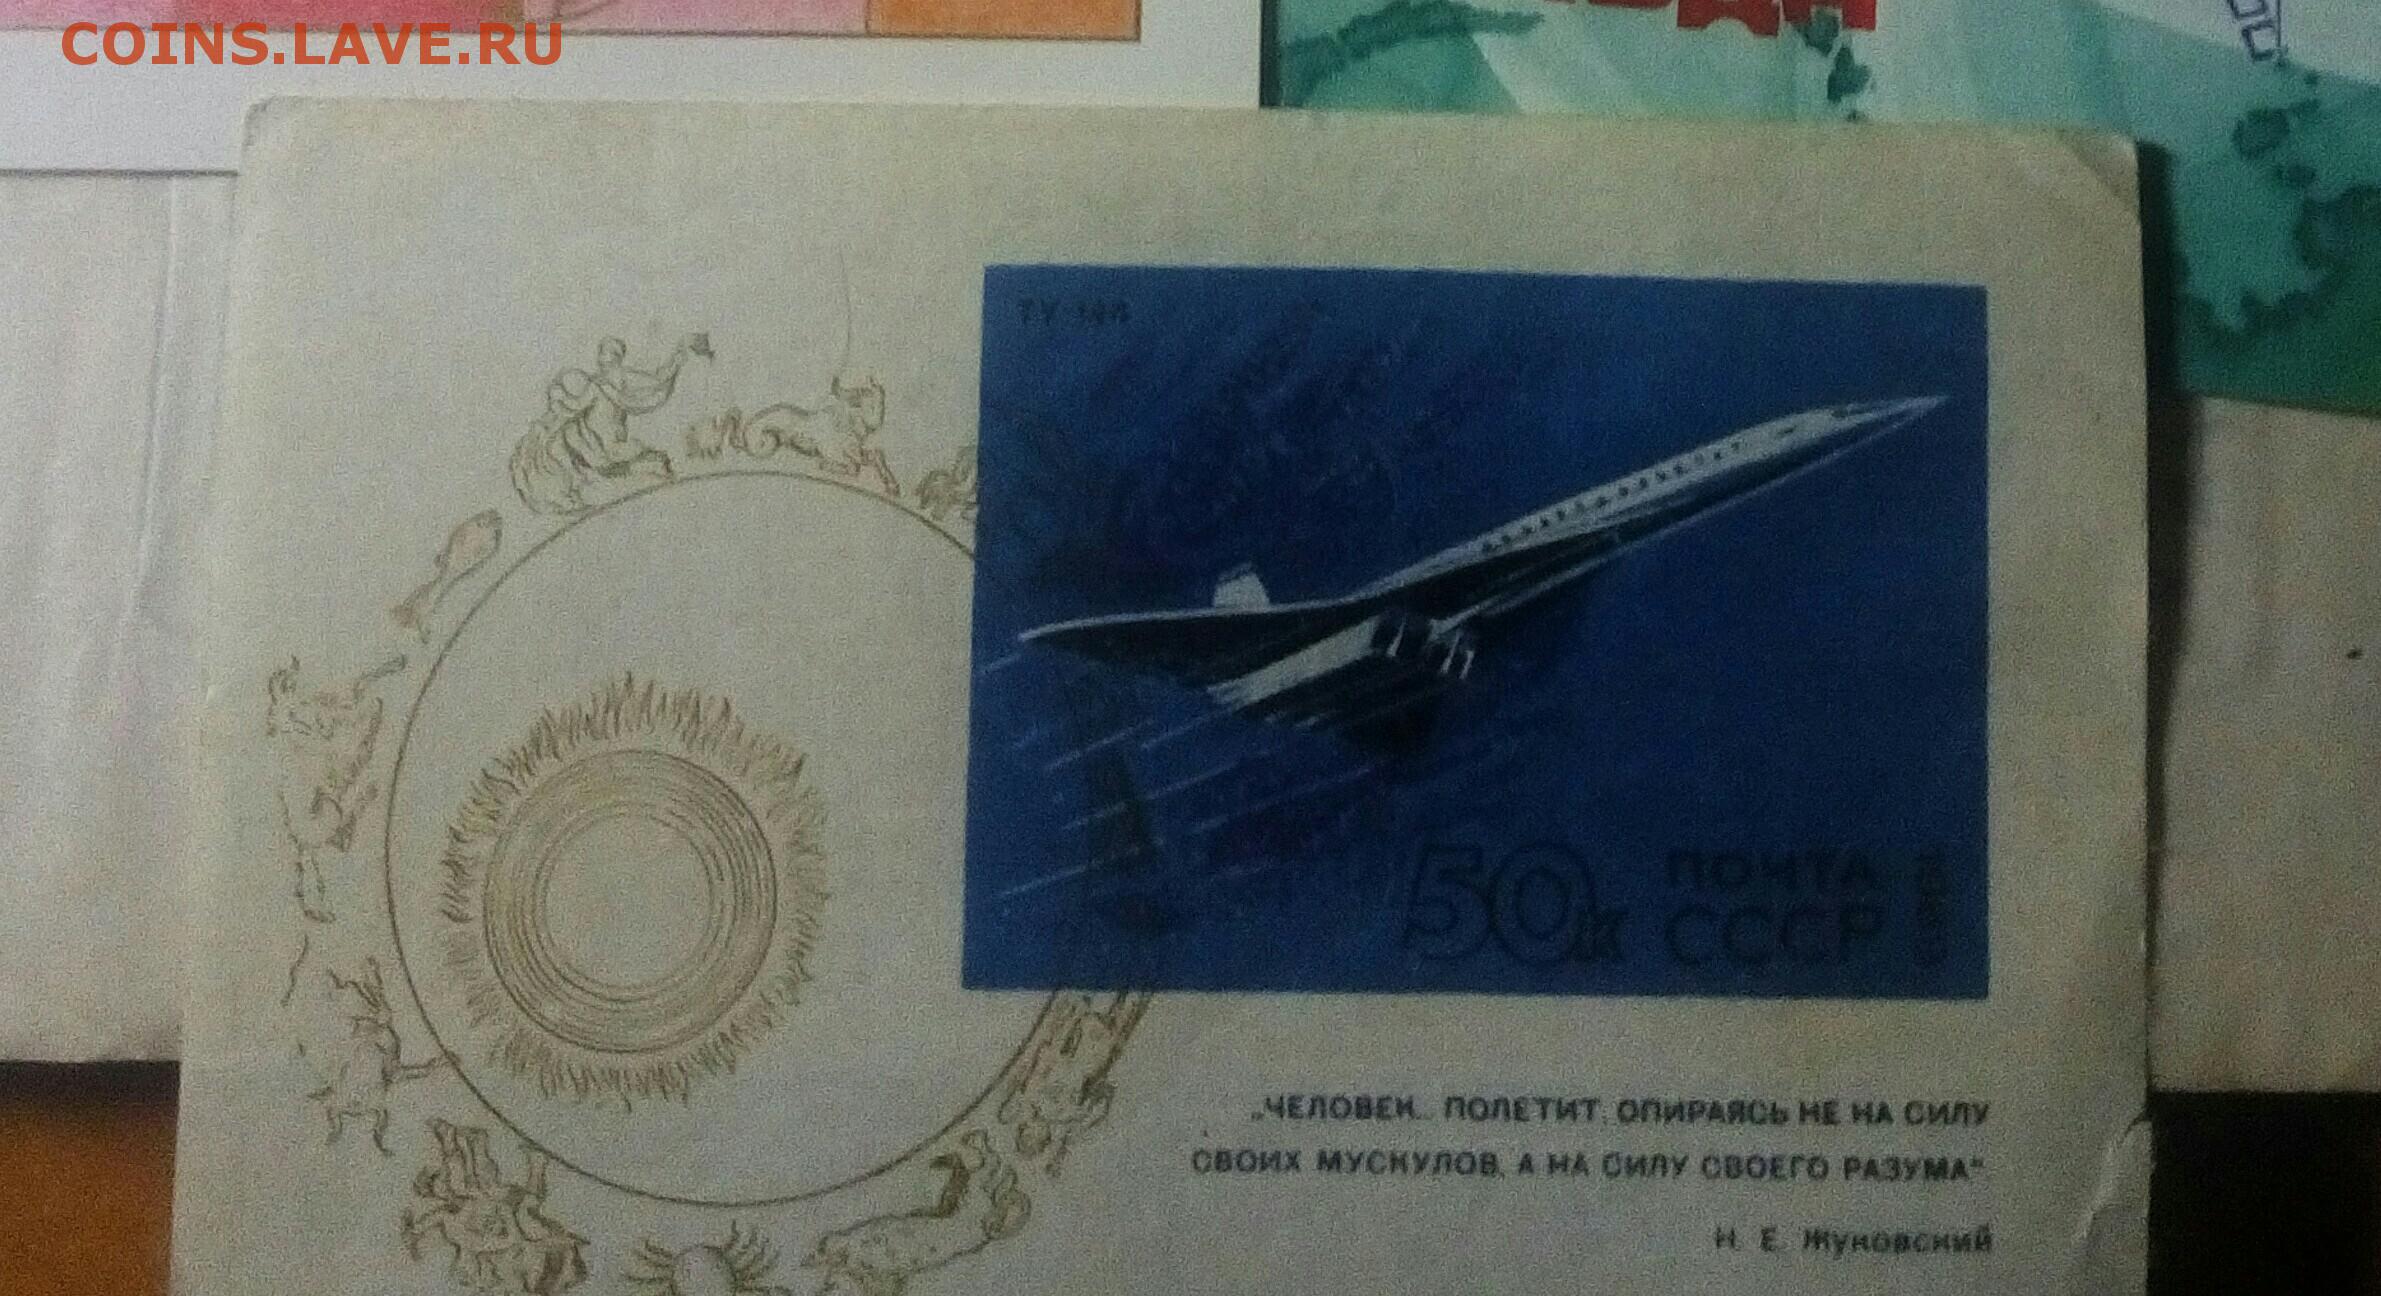 COINS.LAVE.RU
ТУ-144
50к ПОЧТА
СССР
„ЧЕЛОВЕК... ПОЛЕТИТ, ОПИРАЯСЬ НЕ НА СИЛУ
СВОИХ МУСКУЛОВ, А НА СИЛУ СВОЕГО РАЗУМА"
Н. Е. Жуковский